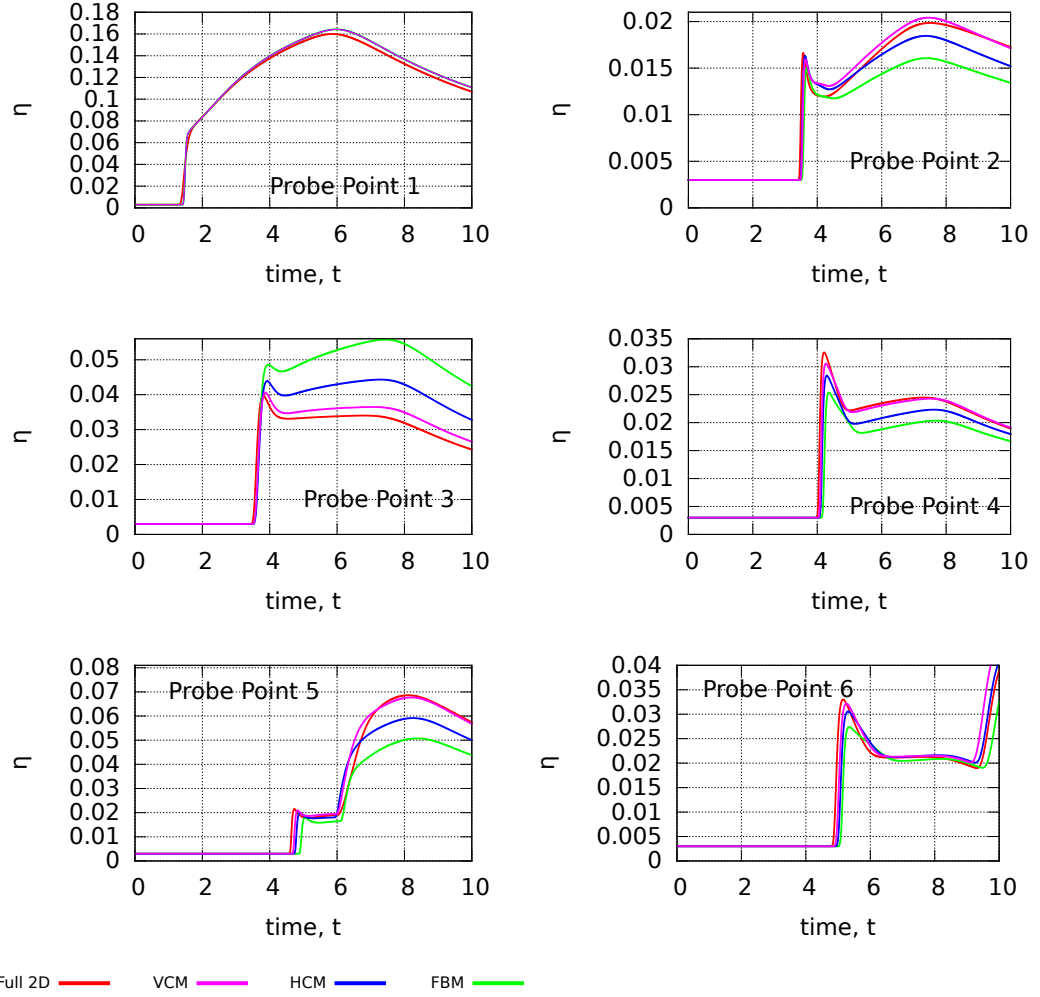 0.18
0.16
0.14
0.12
0.1
0.08
0.06
0.04
0.02
0
η
Probe Point 1
0 2 4 6 8 10
time, t
0.02
0.015
0.01
0.005
0
η
Probe Point 2
0 2 4 6 8 10
time, t
0.05
0.04
0.03
0.02
0.01
0
η
Probe Point 3
0 2 4 6 8 10
time, t
0.035
0.03
0.025
0.02
0.015
0.01
0.005
0
η
Probe Point 4
0 2 4 6 8 10
time, t
0.08
0.07
0.06
0.05
0.04
0.03
0.02
0.01
0
η
Probe Point 5
0 2 4 6 8 10
time, t
0.04
0.035
0.03
0.025
0.02
0.015
0.01
0.005
0
η
Probe Point 6
0 2 4 6 8 10
time, t
Full 2D VCM HCM FBM